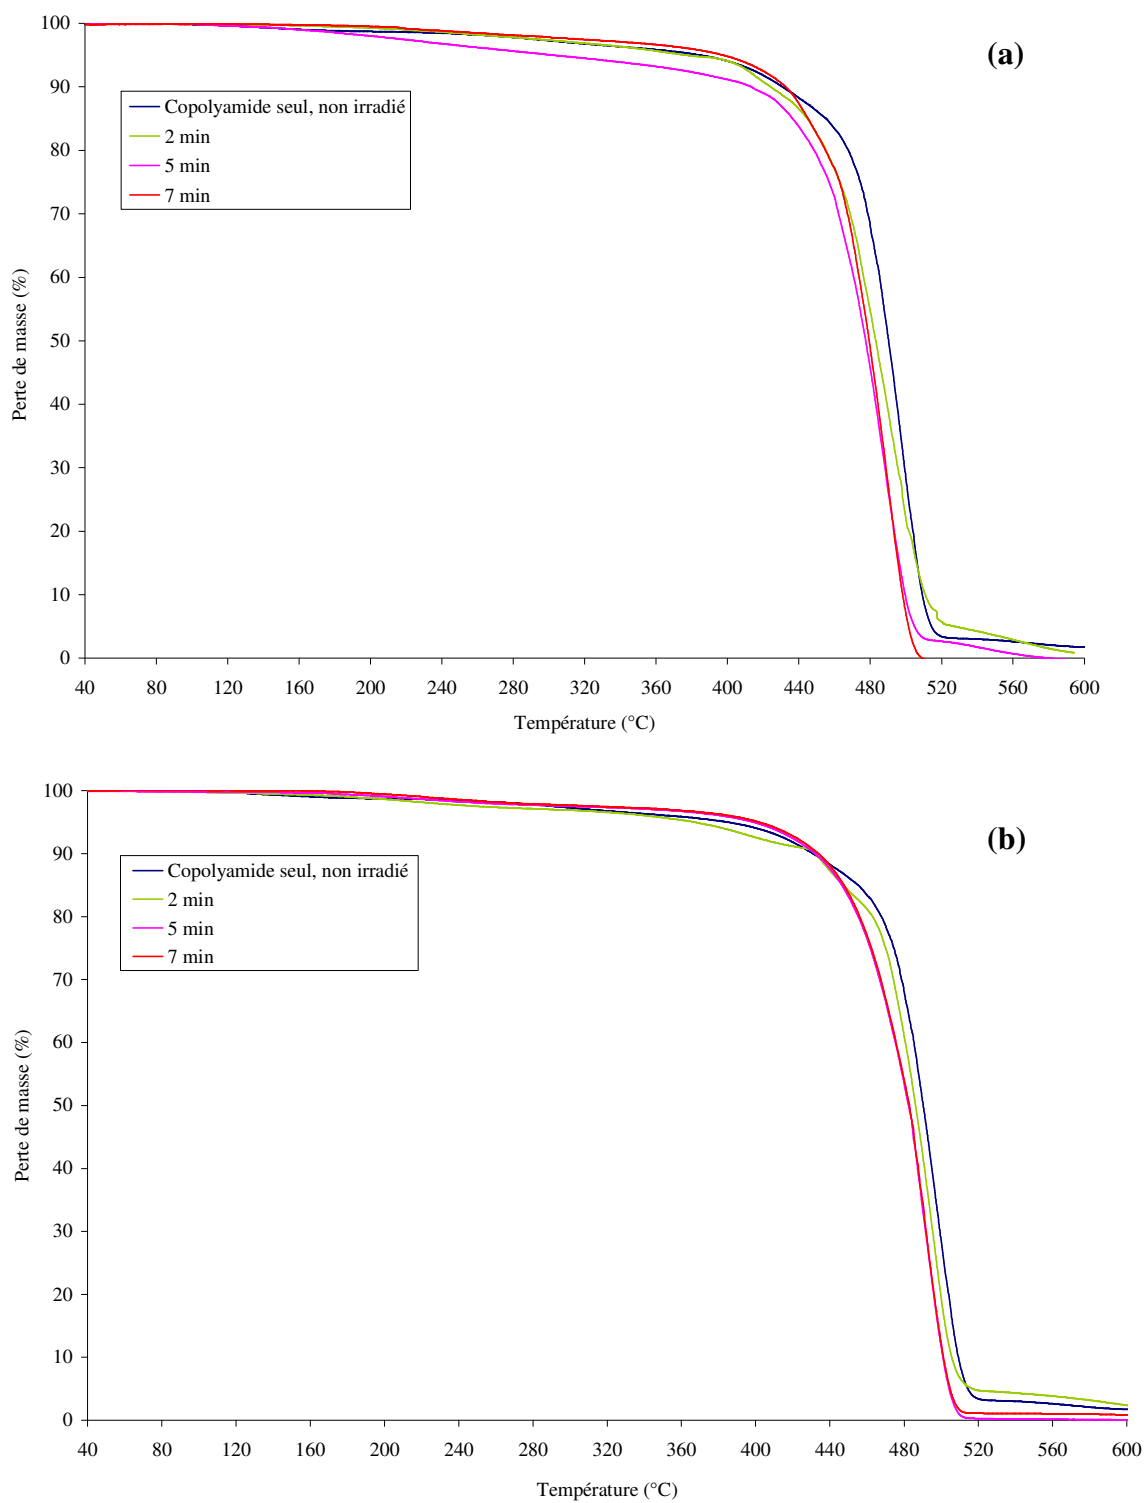 (a)
Copolyamide seul, non irradié
2 min
5 min
7 min
Perte de masse (%)
100
90
80
70
60
50
40
30
20
10
0
40 80 120 160 200 240 280 320 360 400 440 480 520 560 600
Température (°C)
(b)
Copolyamide seul, non irradié
2 min
5 min
7 min
Perte de masse (%)
100
90
80
70
60
50
40
30
20
10
0
40 80 120 160 200 240 280 320 360 400 440 480 520 560 600
Température (°C)